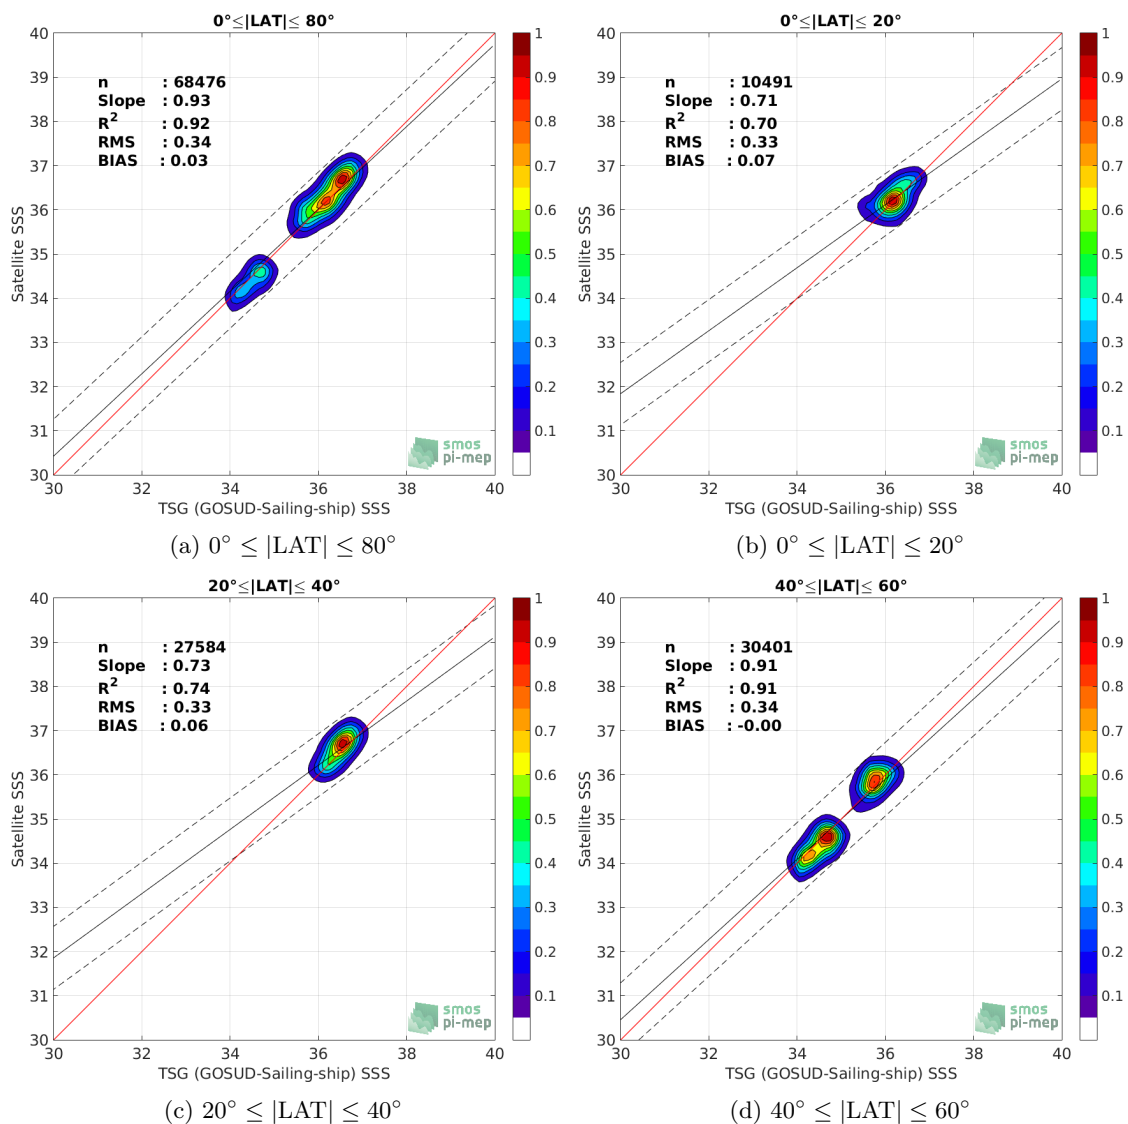 0°≤|LAT|≤ 80°
n : 68476
Slope : 0.93
R² : 0.92
RMS : 0.34
BIAS : 0.03
40
39
38
37
36
35
34
33
32
31
30
30 32 34 36 38 40
Satellite SSS
TSG (GOSUD-Sailing-ship) SSS
1
0.9
0.8
0.7
0.6
0.5
0.4
0.3
0.2
0.1
smos
pi-mep
(a) 0° ≤ |LAT| ≤ 80°
0°≤|LAT|≤ 20°
n : 10491
Slope : 0.71
R² : 0.70
RMS : 0.33
BIAS : 0.07
40
39
38
37
36
35
34
33
32
31
30
30 32 34 36 38 40
Satellite SSS
TSG (GOSUD-Sailing-ship) SSS
1
0.9
0.8
0.7
0.6
0.5
0.4
0.3
0.2
0.1
smos
pi-mep
(b) 0° ≤ |LAT| ≤ 20°
20°≤|LAT|≤ 40°
n : 27584
Slope : 0.73
R² : 0.74
RMS : 0.33
BIAS : 0.06
40
39
38
37
36
35
34
33
32
31
30
30 32 34 36 38 40
Satellite SSS
TSG (GOSUD-Sailing-ship) SSS
1
0.9
0.8
0.7
0.6
0.5
0.4
0.3
0.2
0.1
smos
pi-mep
(c) 20° ≤ |LAT| ≤ 40°
40°≤|LAT|≤ 60°
n : 30401
Slope : 0.91
R² : 0.91
RMS : 0.34
BIAS : -0.00
40
39
38
37
36
35
34
33
32
31
30
30 32 34 36 38 40
Satellite SSS
TSG (GOSUD-Sailing-ship) SSS
1
0.9
0.8
0.7
0.6
0.5
0.4
0.3
0.2
0.1
smos
pi-mep
(d) 40° ≤ |LAT| ≤ 60°